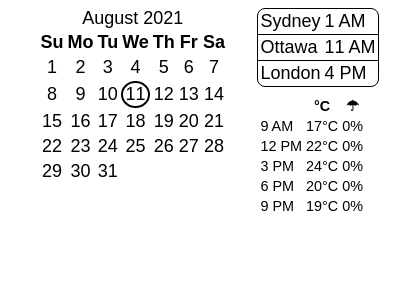 August 2021
Su Mo Tu We Th Fr Sa
1 2 3 4 5 6 7
8 9 10 11 12 13 14
15 16 17 18 19 20 21
22 23 24 25 26 27 28
29 30 31
Sydney 1 AM
Ottawa 11 AM
London 4 PM
°C ☂
9 AM 17°C 0%
12 PM 22°C 0%
3 PM 24°C 0%
6 PM 20°C 0%
9 PM 19°C 0%